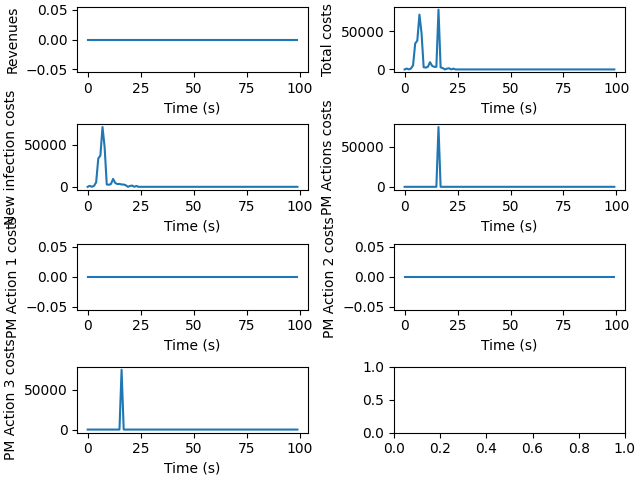 Revenues
0.05
0.00
−0.05
0 25 50 75 100
Time (s)
Total costs
50000
0
0 25 50 75 100
Time (s)
New infection costs
50000
0
0 25 50 75 100
Time (s)
PM Actions costs
50000
0
0 25 50 75 100
Time (s)
PM Action 1 costs
0.05
0.00
−0.05
0 25 50 75 100
Time (s)
PM Action 2 costs
0.05
0.00
−0.05
0 25 50 75 100
Time (s)
PM Action 3 costs
50000
0
0 25 50 75 100
Time (s)
1.0
0.5
0.0
0.0 0.2 0.4 0.6 0.8 1.0